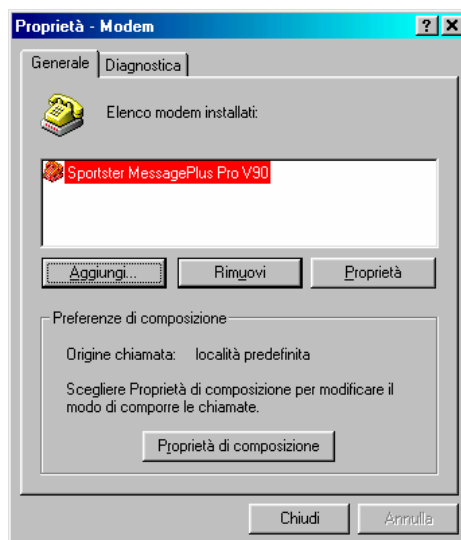 Proprietà - Modem
Generale
Diagnostica
Elenco modem installati:
Sportster MessagePlus Pro V90
Aggiungi...
Rimuovi
Proprietà
Preferenze di composizione
Origine chiamata: località predefinita
Scegliere Proprietà di composizione per modificare il
modo di comporre le chiamate.
Proprietà di composizione
Chiudi
Annulla